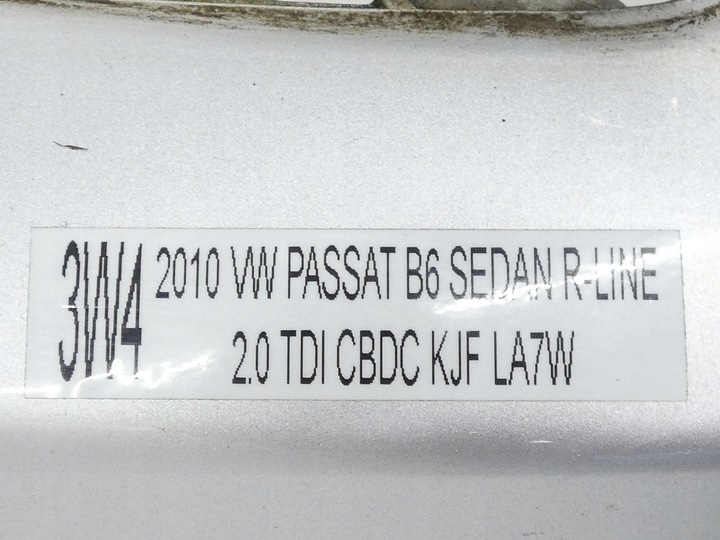 3W4
2010 VW PASSAT B6 SEDAN R-LINE
2.0 TDI CBDC KJF LA7W